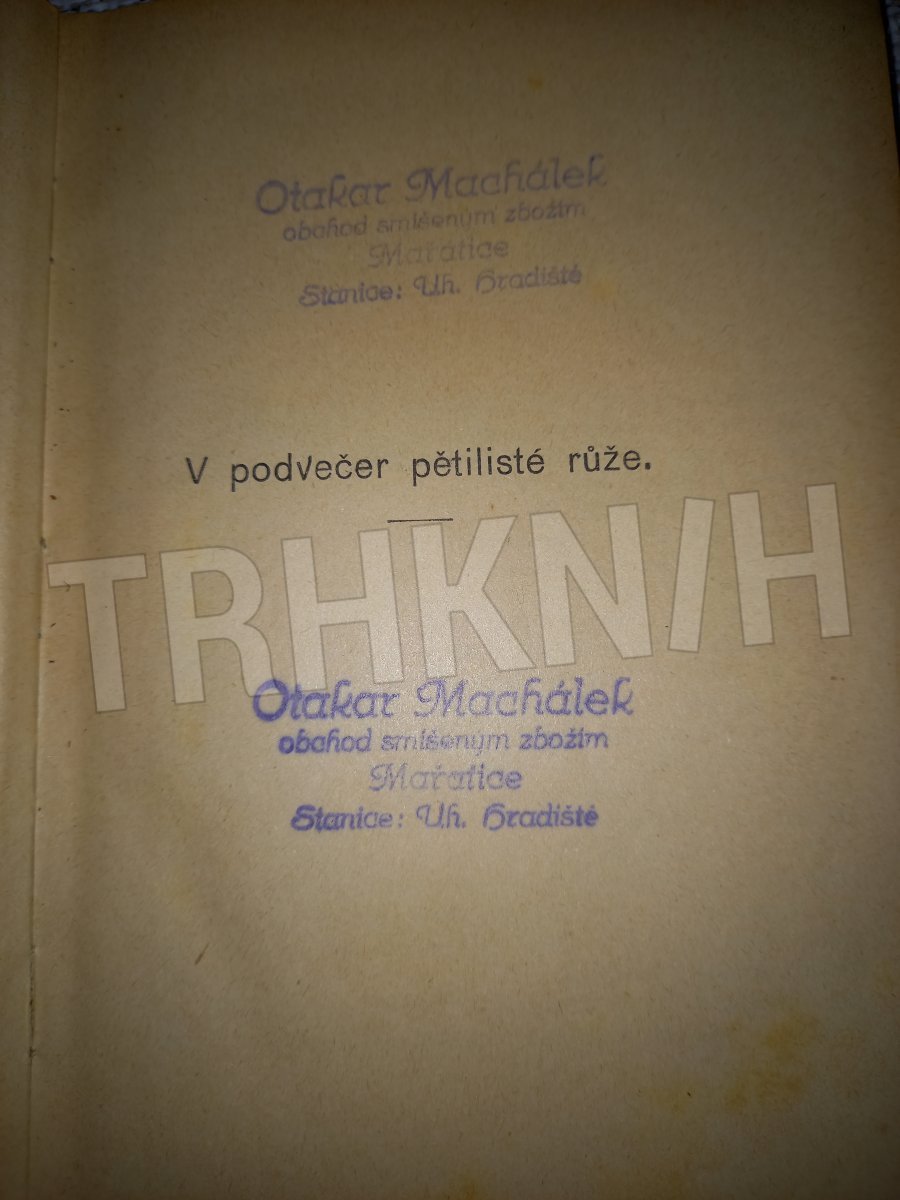 Otakar Machálek
obchod smíšeným zbožím
Mařatice
Stanice: Uh. Hradiště
V podvečer pětilisté růže.
TRHKNIH
Otakar Machálek
obchod smíšeným zbožím
Mařatice
Stanice: Uh. Hradiště